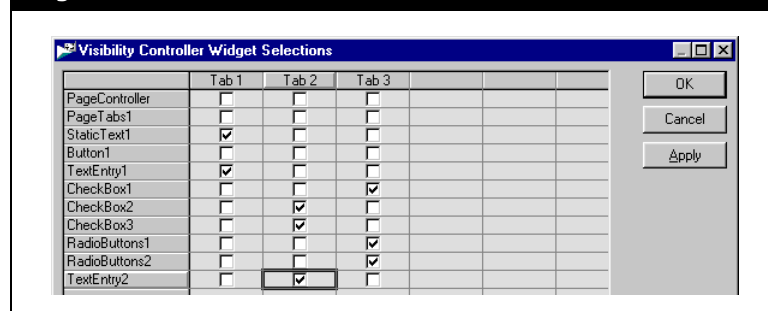 Visibility Controller Widget Selections
Tab 1 Tab 2 Tab 3
OK
PageController
PageTabs1
Cancel
StaticText1
Button1
Apply
TextEntry1
CheckBox1
CheckBox2
CheckBox3
RadioButtons1
RadioButtons2
TextEntry2